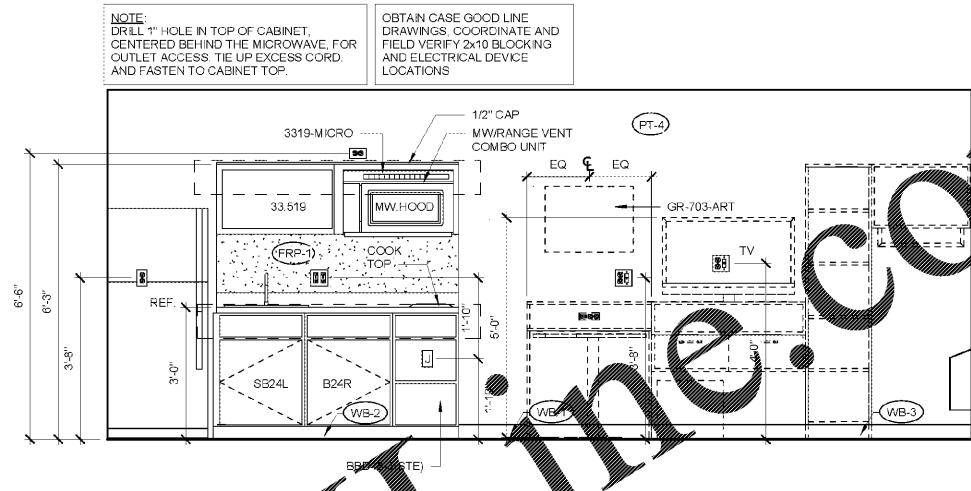 NOTE:
DRILL 1" HOLE IN TOP OF CABINET,
CENTERED BEHIND THE MICROWAVE, FOR
OUTLET ACCESS. TIE UP EXCESS CORD.
AND FASTEN TO CABINET TOP.
OBTAIN CASE GOOD LINE
DRAWINGS, COORDINATE AND
FIELD VERIFY 2x10 BLOCKING
AND ELECTRICAL DEVICE
LOCATIONS
1/2" CAP
3319-MICRO
MW/RANGE VENT
COMBO UNIT
PT-4
EQ
EQ
33.519
MW.HOOD
GR-703-ART
FRP-1
COOK
TOP
TV
REF.
6'-6"
6'-3"
3'-8"
3'-0"
1'-10"
5'-0"
4'-0"
J
SB24L
B24R
WB-2
WB-1
WB-3
ine.co